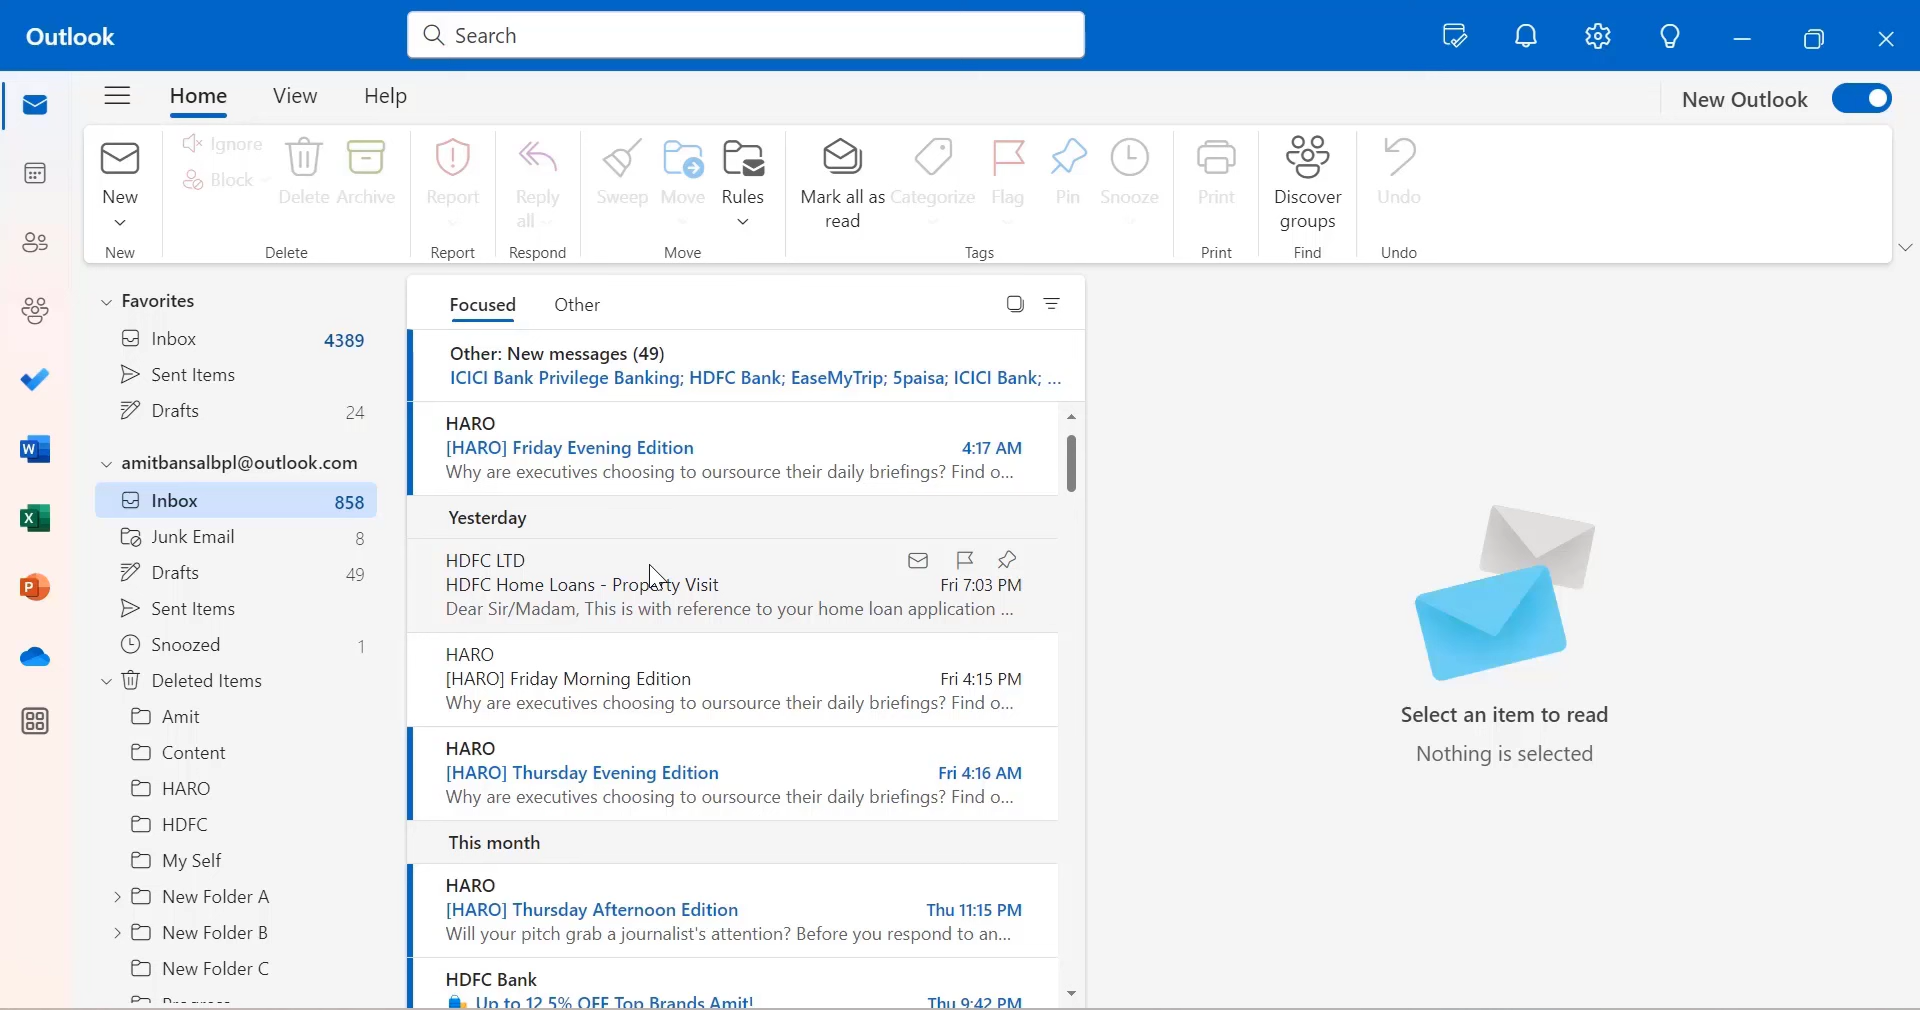 Outlook
Search
Home
View
Help
New Outlook
New
Ignore
Block
Delete
Archive
Report
Reply
all
Sweep
Move
Rules
Mark all as
read
Categorize
Flag
Pin
Snooze
Print
Discover
groups
Undo
New
Delete
Report
Respond
Move
Tags
Print
Find
Undo
Favorites
Inbox 4389
Sent Items
Drafts 24
amitbansalbpl@outlook.com
Inbox 858
Junk Email 8
Drafts 49
Sent Items
Snoozed 1
Deleted Items
Amit
Content
HARO
HDFC
My Self
New Folder A
New Folder B
New Folder C
Focused
Other
Other: New messages (49)
ICICI Bank Privilege Banking; HDFC Bank; EaseMyTrip; 5paisa; ICICI Bank; ...
HARO
[HARO] Friday Evening Edition 4:17 AM
Why are executives choosing to oursource their daily briefings? Find o...
Yesterday
HDFC LTD
HDFC Home Loans - Property Visit Fri 7:03 PM
Dear Sir/Madam, This is with reference to your home loan application ...
HARO
[HARO] Friday Morning Edition Fri 4:15 PM
Why are executives choosing to oursource their daily briefings? Find o...
HARO
[HARO] Thursday Evening Edition Fri 4:16 AM
Why are executives choosing to oursource their daily briefings? Find o...
This month
HARO
[HARO] Thursday Afternoon Edition Thu 11:15 PM
Will your pitch grab a journalist's attention? Before you respond to an...
HDFC Bank
Up to 12.5% OFF Top Brands Amit! Thu 9:42 PM
Select an item to read
Nothing is selected